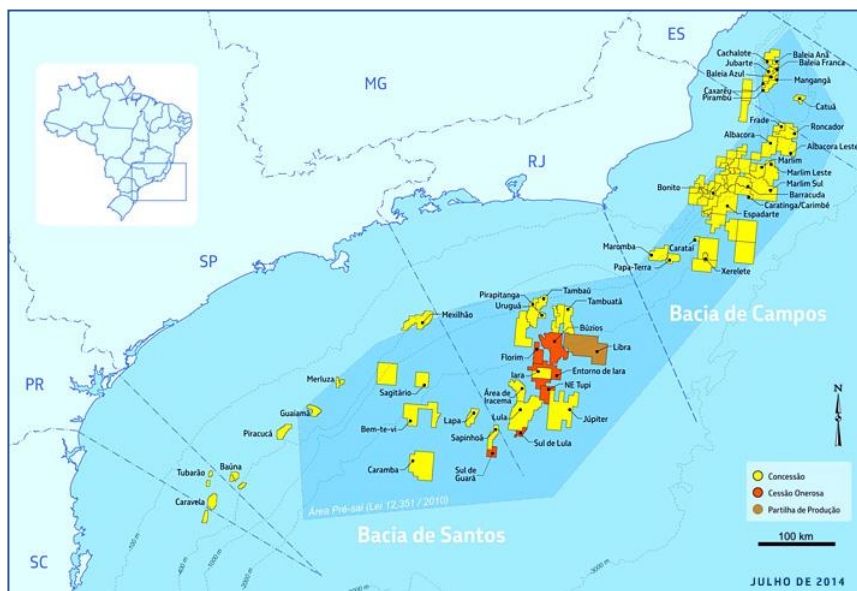 ES
MG
RJ
SP
PR
SC
Cachalote
Baleia Anã
Jubarte
Baleia Franca
Baleia Azul
Mangangá
Caxaréu
Pirambú
Catuá
Frade
Roncador
Albacora
Albacora Leste
Marlim
Marlim Leste
Bonito
Marlim Sul
Barracuda
Caratinga/Carimbé
Espadarte
Maromba
Carataí
Papa-Terra
Xerelete
Bacia de Campos
Tambaú
Pirapitanga
Uruguá
Tambuatá
Mexilhão
Búzios
Florim
Libra
Merluza
Iara
Entorno de Iara
Sagitário
Área de
Iracema
NE Tupi
Guaiamá
Lapa
Lula
Júpiter
Bem-te-vi
Sapinhoá
Piracucá
Sul de Lula
Tubarão
Baúna
Caramba
Sul de
Guará
Caravela
Área Pré-sal (Lei 12.351 / 2010)
Bacia de Santos
N
Concessão
Cessão Onerosa
Partilha de Produção
100 km
-100 m
-400 m
-1000 m
-2000 m
-3000 m
JULHO DE 2014